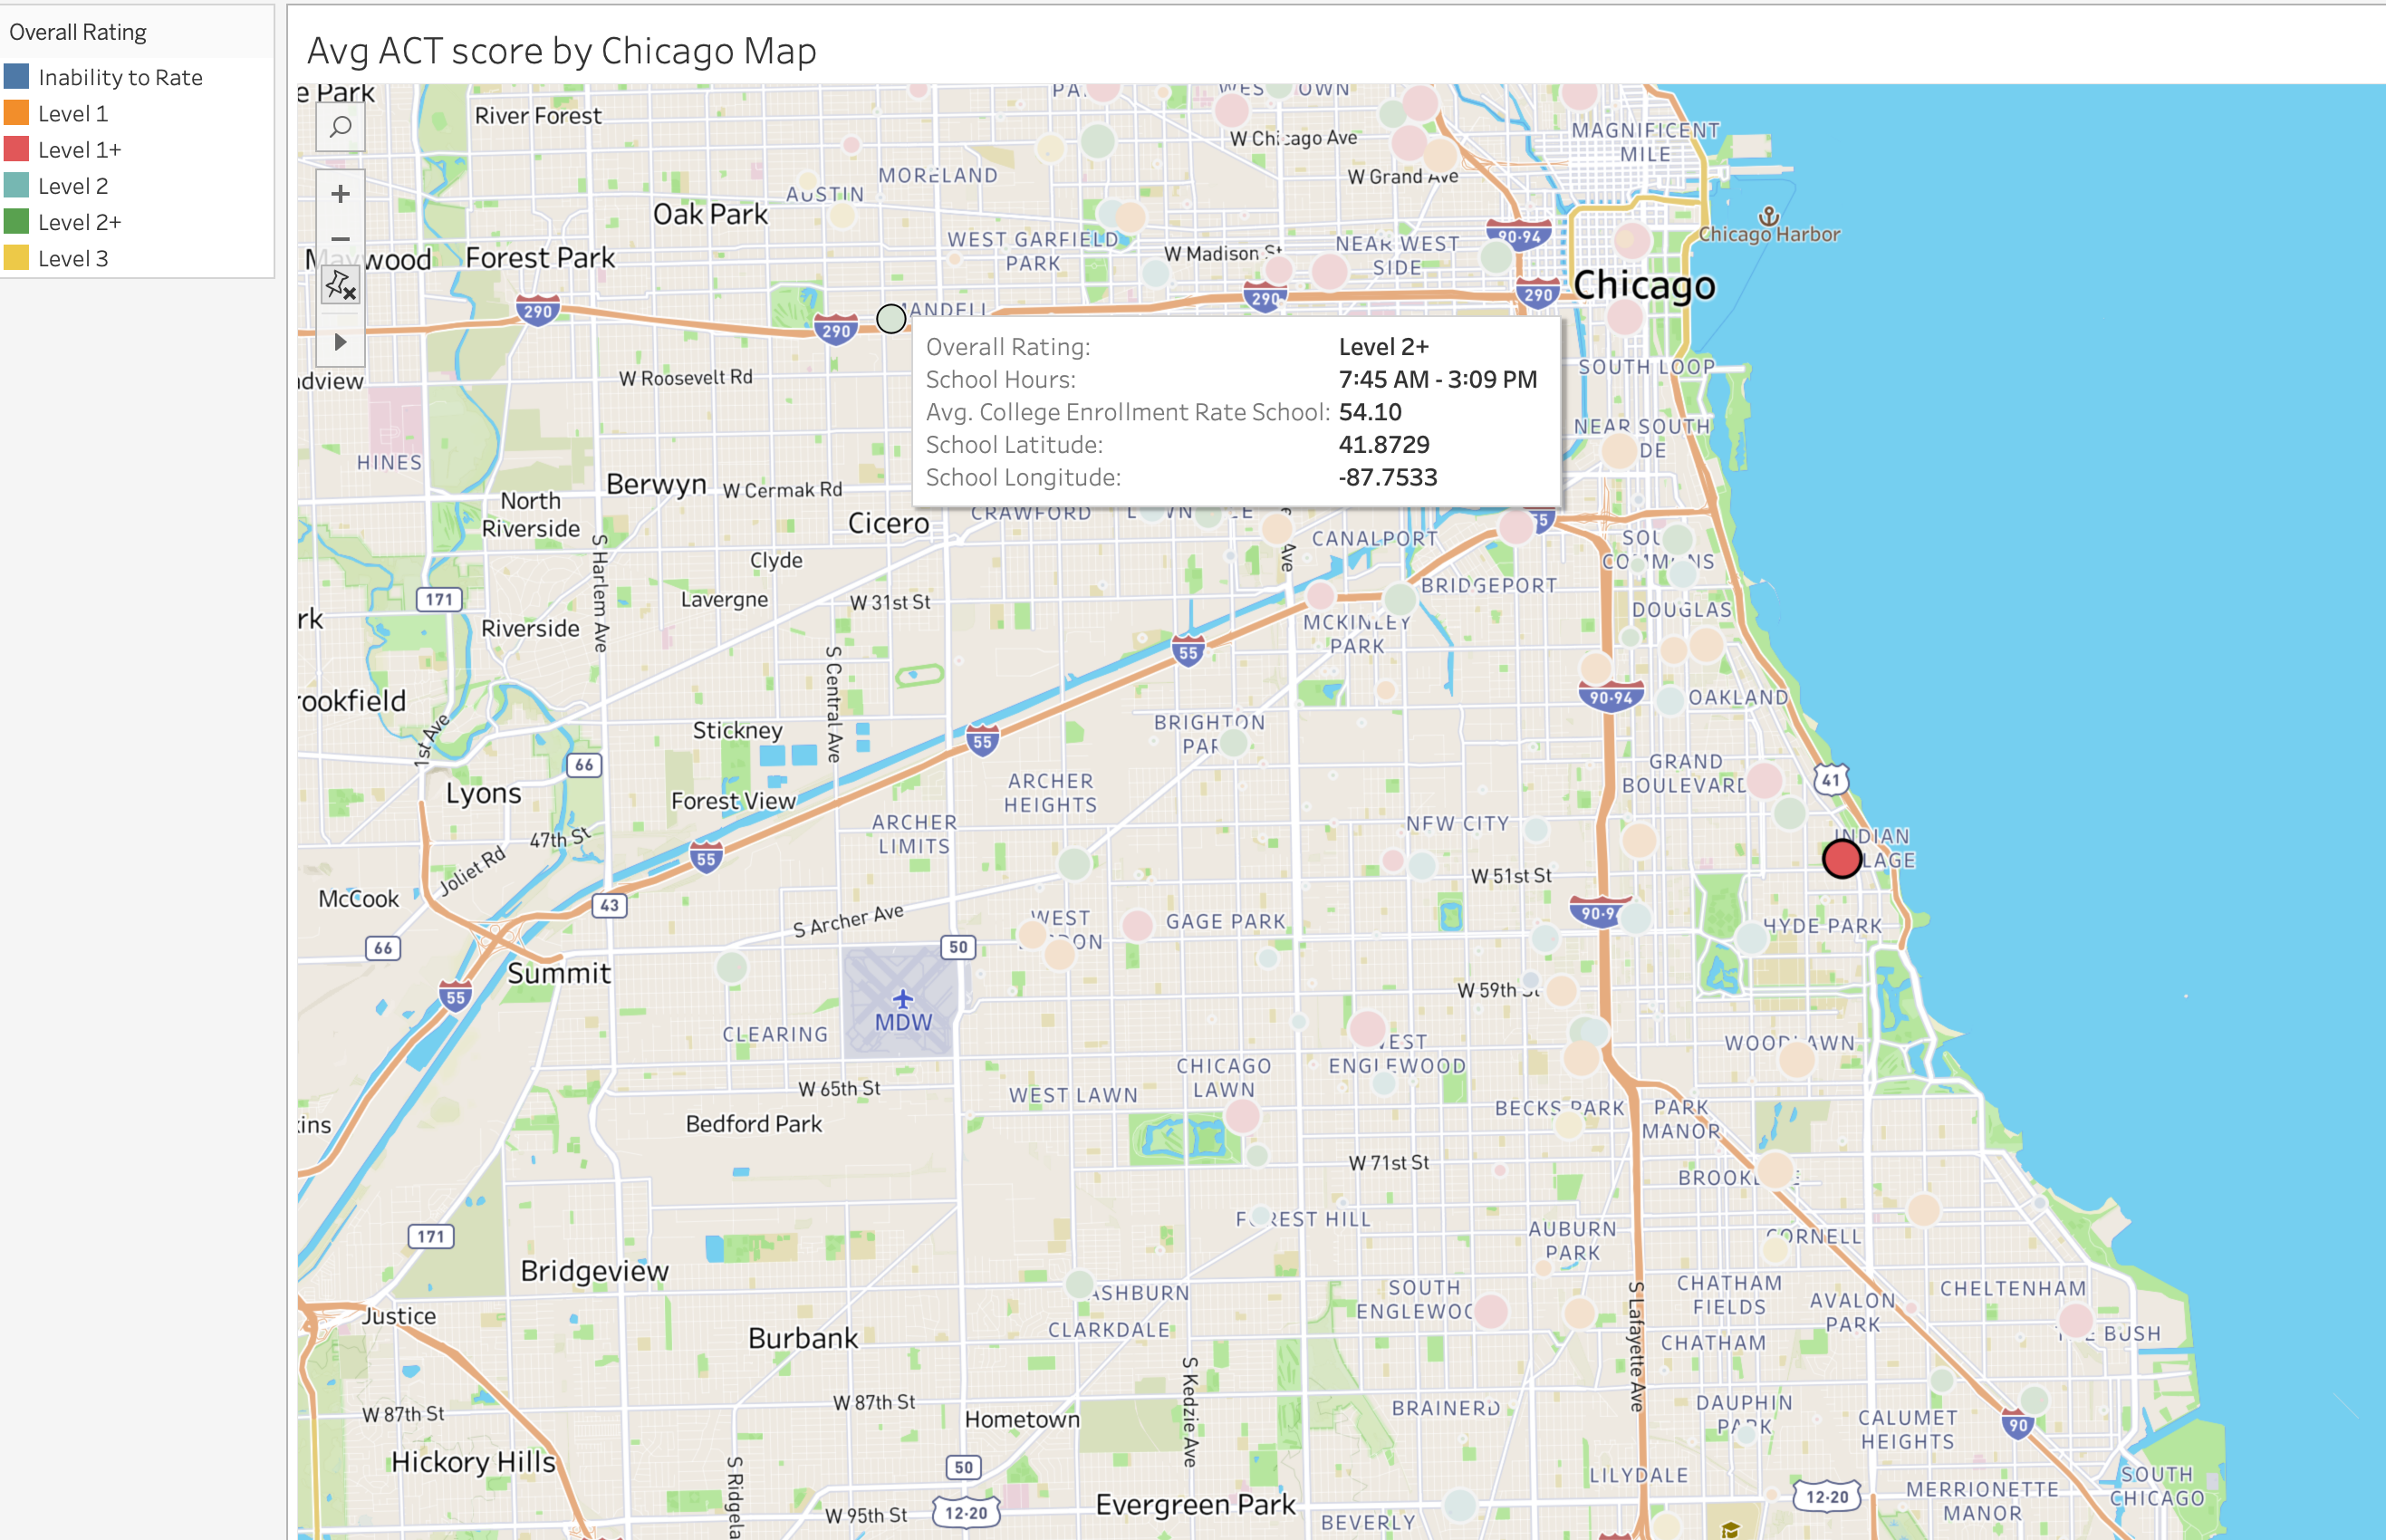 Overall Rating
Inability to Rate
Level 1
Level 1+
Level 2
Level 2+
Level 3
Avg ACT score by Chicago Map
e Park
River Forest
W Chicago Ave
MAGNIFICENT
MILE
MORELAND
AUSTIN
W Grand Ave
Oak Park
WEST GARFIELD
PARK
NEAR WEST
SIDE
90-94
Chicago Harbor
Forest Park
W Madison St
Chicago
290
290
290
290
Overall Rating: Level 2+
School Hours: 7:45 AM - 3:09 PM
Avg. College Enrollment Rate School: 54.10
School Latitude: 41.8729
School Longitude: -87.7533
SOUTH LOOP
W Roosevelt Rd
NEAR SOUTH
HINES
Berwyn
W Cermak Rd
North
Riverside
Cicero
CRAWFORD
S Harlem Ave
Ave
CANALPORT
Clyde
171
Lavergne
W 31st St
BRIDGEPORT
DOUGLAS
rk
Riverside
MCKINLEY
PARK
55
S Central Ave
90-94
OAKLAND
rookfield
1st Ave
Stickney
BRIGHTON
55
66
GRAND
BOULEVARD
41
Lyons
Forest View
ARCHER
HEIGHTS
ARCHER
LIMITS
NEW CITY
47th St
INDIAN
55
Joliet Rd
W 51st St
McCook
43
S Archer Ave
WEST
GAGE PARK
HYDE PARK
66
50
Summit
55
W 59th St
MDW
CLEARING
WOODLAWN
WEST
ENGLEWOOD
CHICAGO
LAWN
W 65th St
WEST LAWN
BECKS PARK
PARK
MANOR
Bedford Park
W 71st St
FOREST HILL
171
AUBURN
PARK
CORNELL
Bridgeview
SOUTH
CHATHAM
FIELDS
CHELTENHAM
AVALON
PARK
Justice
CLARKDALE
Burbank
CHATHAM
BUSH
S Lafayette Ave
S Kedzie Ave
W 87th St
W 87th St
Hometown
BRAINERD
DAUPHIN
PARK
CALUMET
HEIGHTS
90
Hickory Hills
50
S Ridgela
LILYDALE
SOUTH
CHICAGO
MERRIONETTE
MANOR
12-20
12-20
W 95th St
Evergreen Park
BEVERLY